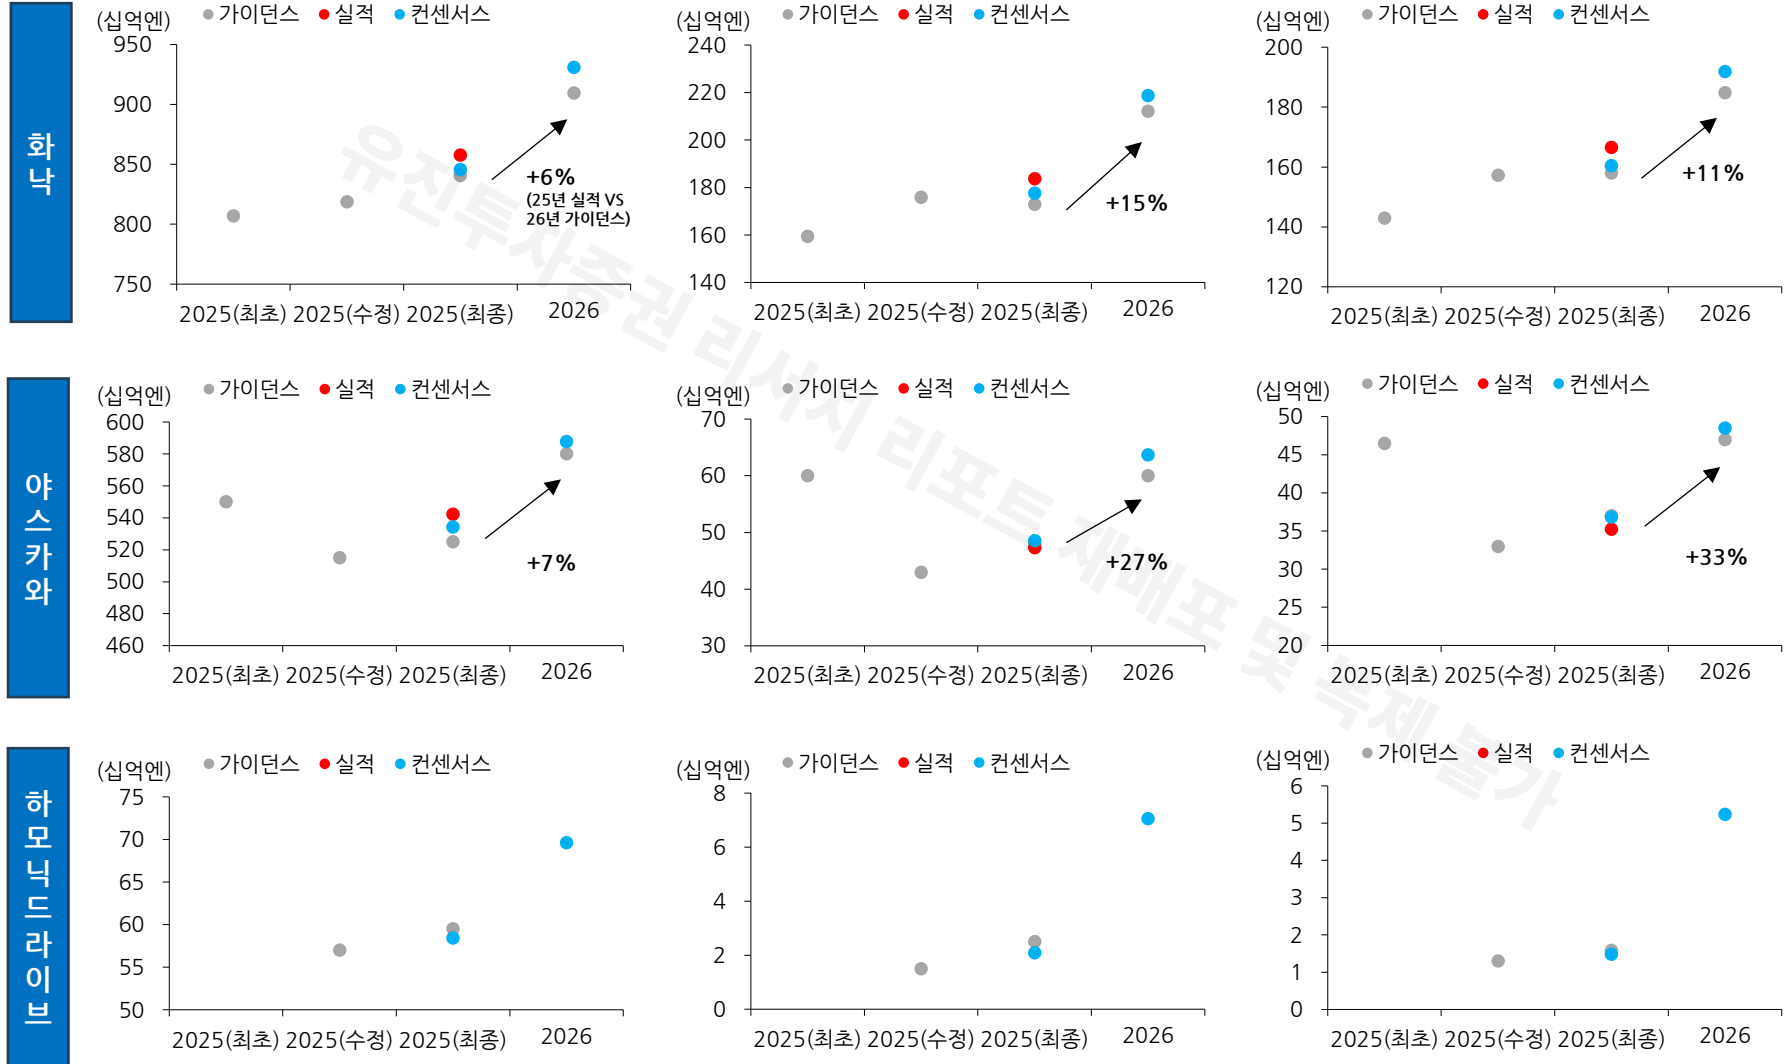 화낙
(십억엔) 가이던스 실적 컨센서스
950
900
850
800
750
+6%
(25년 실적 VS
26년 가이던스)
2025(최초) 2025(수정) 2025(최종) 2026
(십억엔) 가이던스 실적 컨센서스
240
220
200
180
160
140
+15%
2025(최초) 2025(수정) 2025(최종) 2026
(십억엔) 가이던스 실적 컨센서스
200
180
160
140
120
+11%
2025(최초) 2025(수정) 2025(최종) 2026
야스카와
(십억엔) 가이던스 실적 컨센서스
600
580
560
540
520
500
480
460
+7%
2025(최초) 2025(수정) 2025(최종) 2026
(십억엔) 가이던스 실적 컨센서스
70
60
50
40
30
+27%
2025(최초) 2025(수정) 2025(최종) 2026
(십억엔) 가이던스 실적 컨센서스
50
45
40
35
30
25
20
+33%
2025(최초) 2025(수정) 2025(최종) 2026
하모닉드라이브
(십억엔) 가이던스 실적 컨센서스
75
70
65
60
55
50
2025(최초) 2025(수정) 2025(최종) 2026
(십억엔) 가이던스 실적 컨센서스
8
6
4
2
0
2025(최초) 2025(수정) 2025(최종) 2026
(십억엔) 가이던스 실적 컨센서스
6
5
4
3
2
1
0
2025(최초) 2025(수정) 2025(최종) 2026
유진투자증권 리서치 리포트 재배포 및 복제 불가